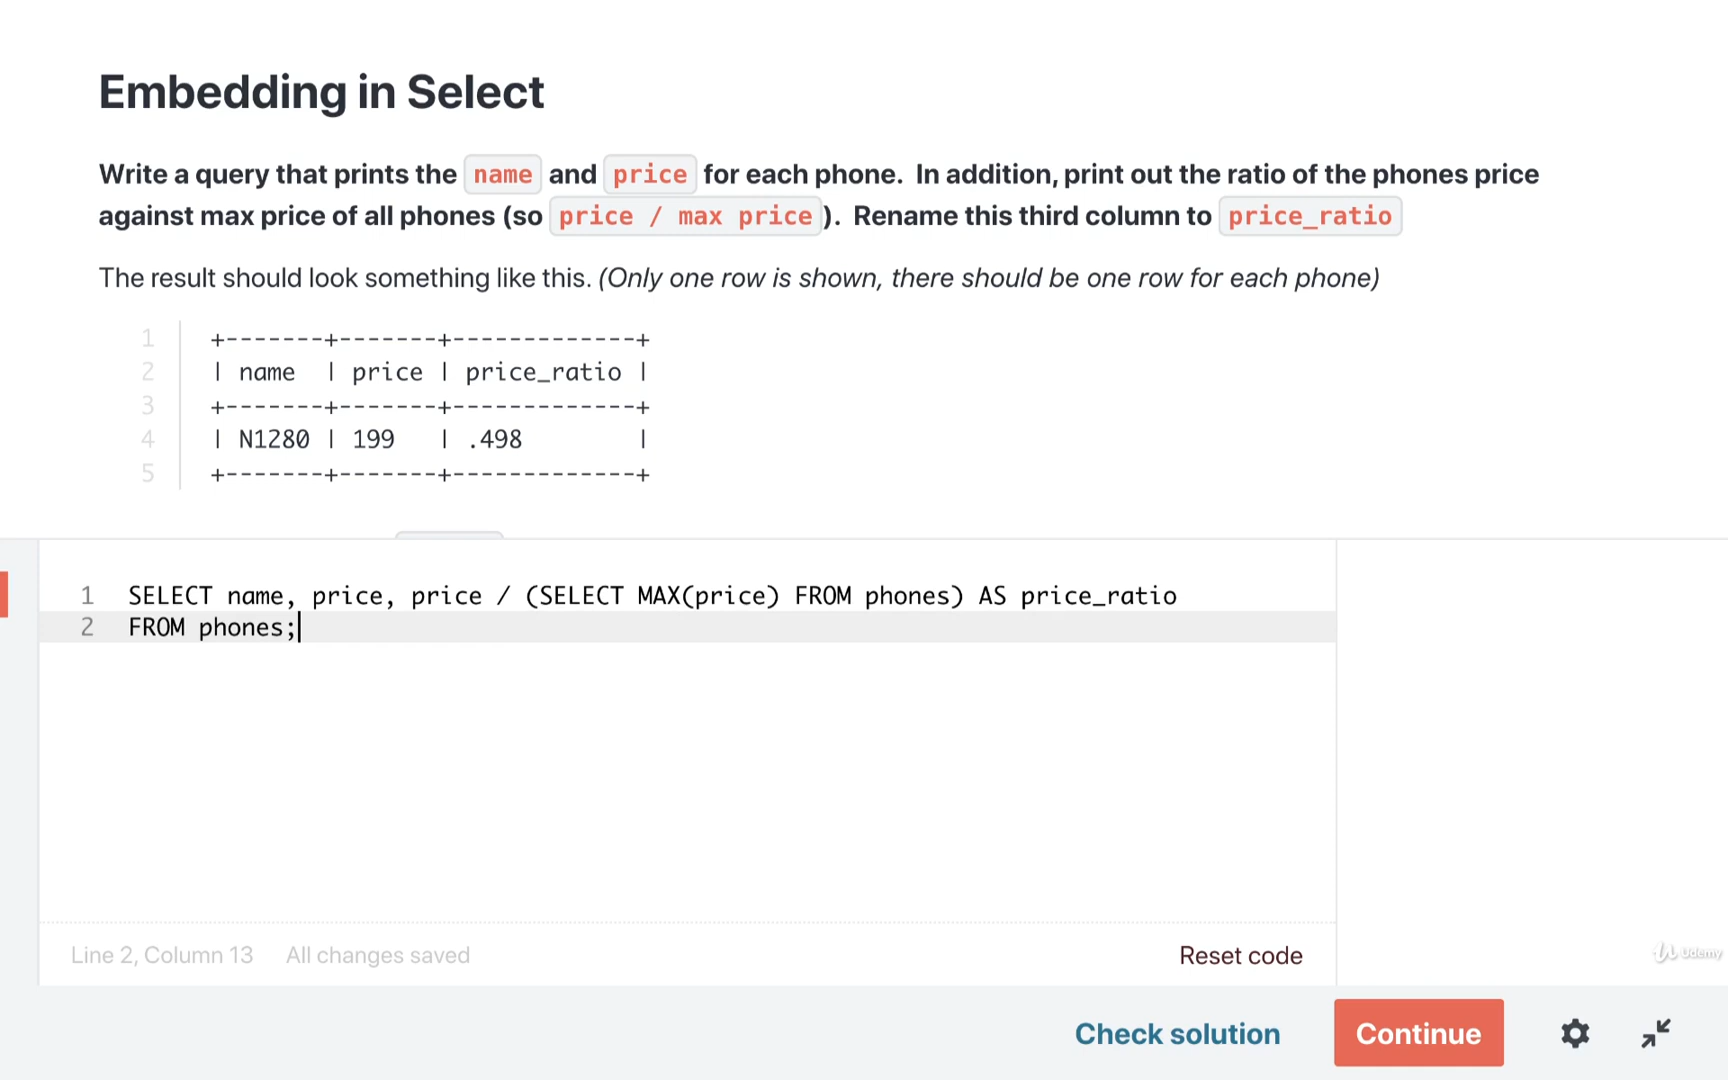 Embedding in Select
Write a query that prints the name and price for each phone. In addition, print out the ratio of the phones price
against max price of all phones (so price / max price ). Rename this third column to price_ratio
The result should look something like this. (Only one row is shown, there should be one row for each phone)
1 +-------+-------+-------------+
2 | name  | price | price_ratio |
3 +-------+-------+-------------+
4 | N1280 | 199   | .498        |
5 +-------+-------+-------------+
1 SELECT name, price, price / (SELECT MAX(price) FROM phones) AS price_ratio
2 FROM phones;
Line 2, Column 13 All changes saved Reset code
Udemy
Check solution Continue